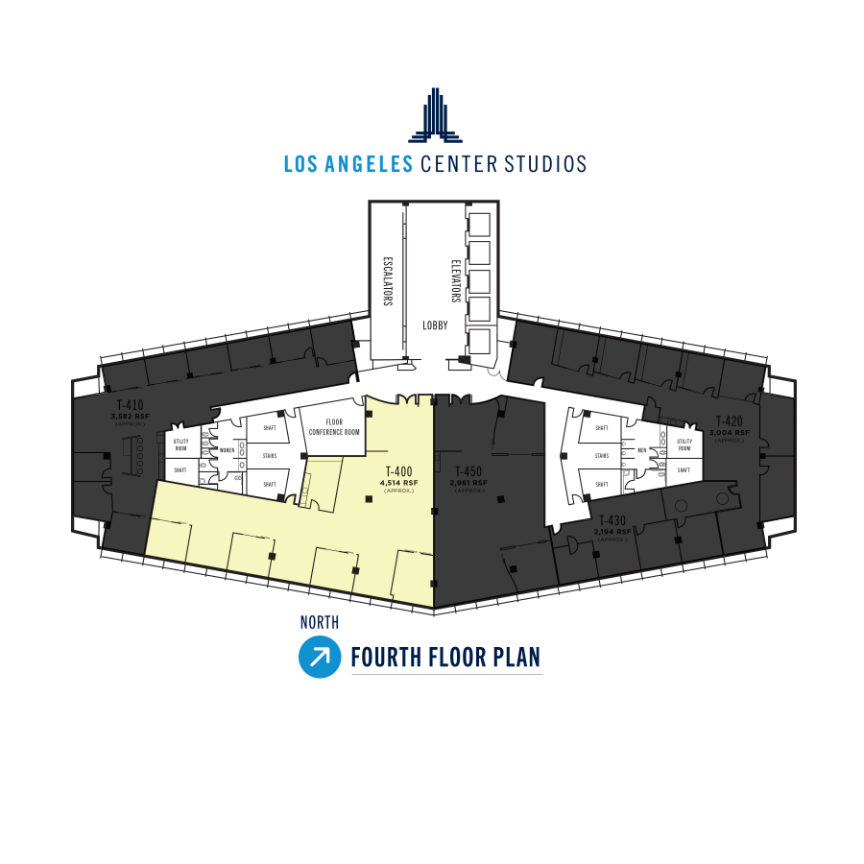 LOS ANGELES CENTER STUDIOS
ESCALATORS
ELEVATORS
LOBBY
T-410
3,582 RSF
(APPROX.)
FLOOR
CONFERENCE ROOM
UTILITY
ROOM
WOMEN
SHAFT
STAIRS
SHAFT
SHAFT
T-400
4,514 RSF
(APPROX.)
T-450
2,961 RSF
(APPROX.)
SHAFT
STAIRS
SHAFT
MEN
UTILITY
ROOM
SHAFT
T-420
3,004 RSF
(APPROX.)
T-430
2,194 RSF
(APPROX.)
NORTH
FOURTH FLOOR PLAN